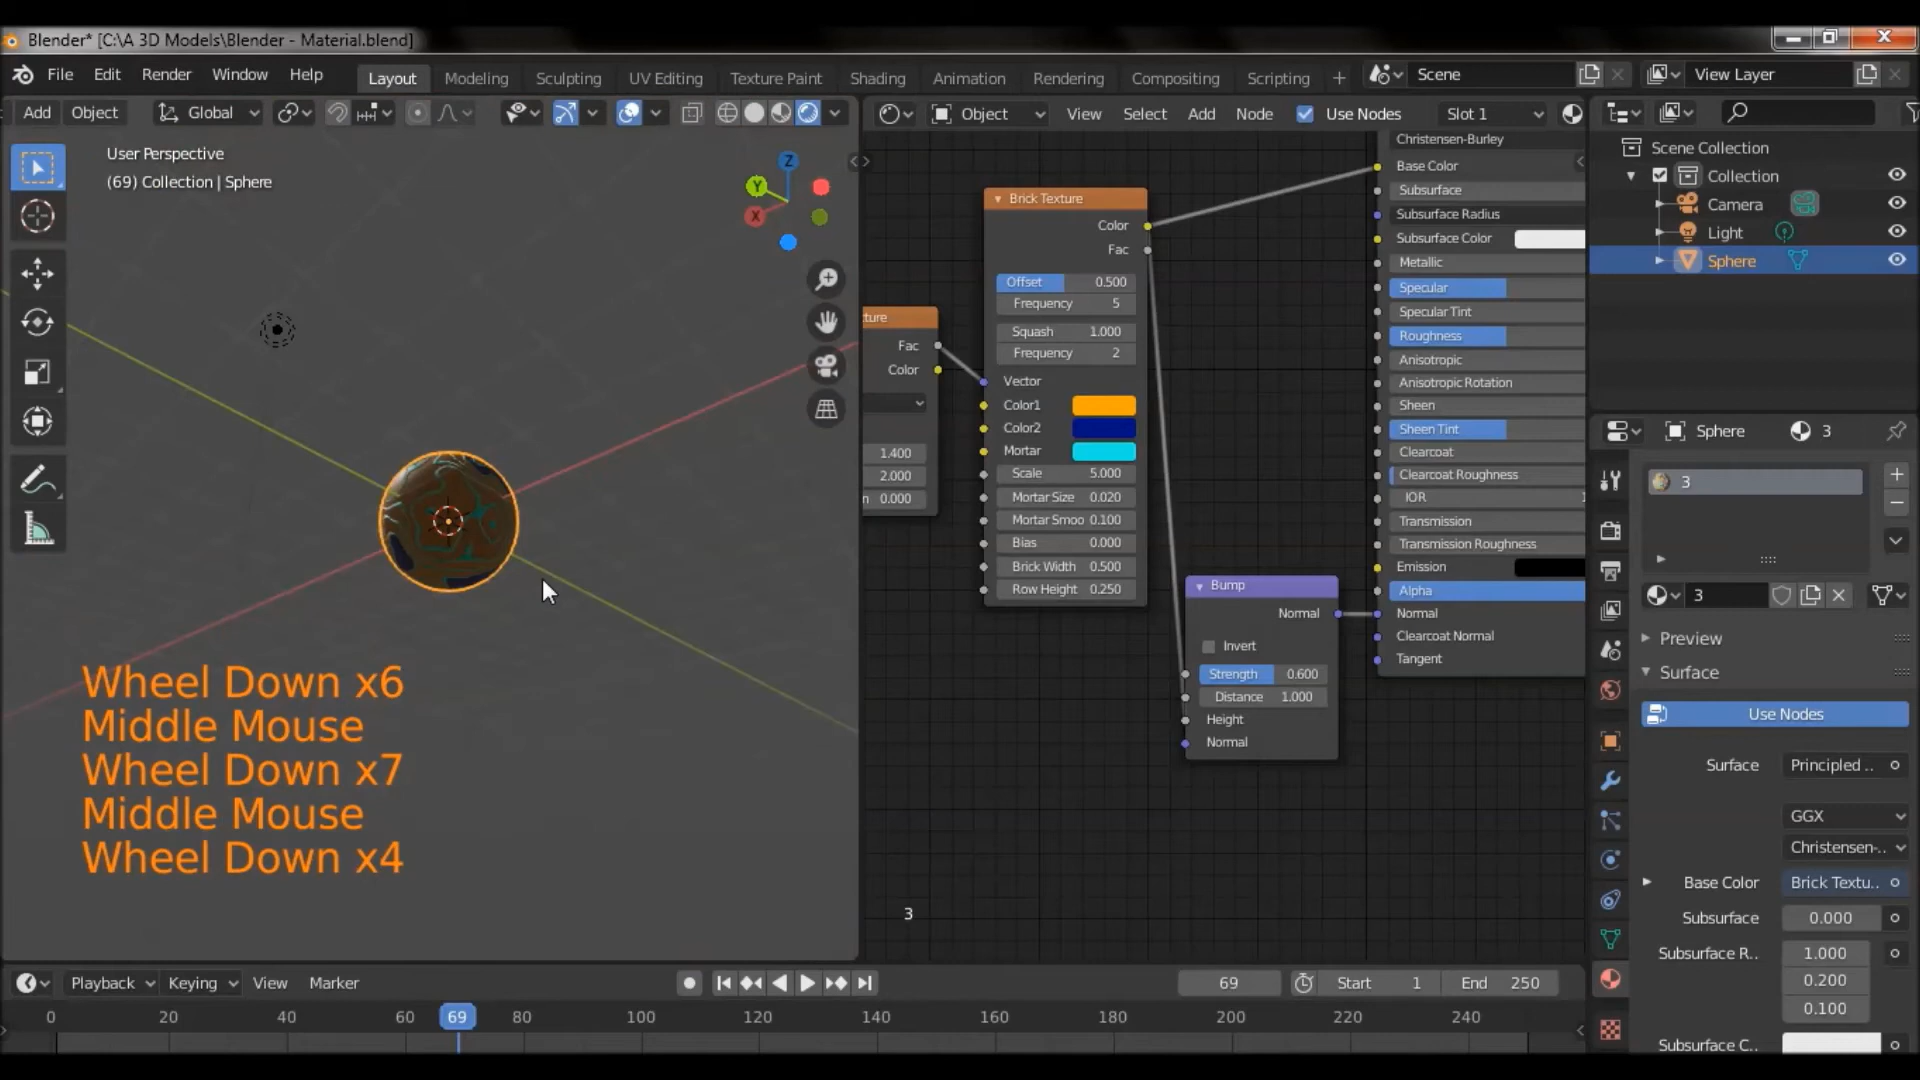 Blender* [C:\A 3D Models\Blender - Material.blend]
File Edit Render Window Help Layout Modeling Sculpting UV Editing Texture Paint Shading Animation Rendering Compositing Scripting + Scene View Layer
Add Object Global Object View Select Add Node Use Nodes Slot 1
User Perspective
(69) Collection | Sphere
Z
Y
X
Wheel Down x6
Middle Mouse
Wheel Down x7
Middle Mouse
Wheel Down x4
Fac
Color
1.400
2.000
0.000
Brick Texture
Color
Fac
Offset 0.500
Frequency 5
Squash 1.000
Frequency 2
Vector
Color1
Color2
Mortar
Scale 5.000
Mortar Size 0.020
Mortar Smoo 0.100
Bias 0.000
Brick Width 0.500
Row Height 0.250
Bump
Normal
Invert
Strength 0.600
Distance 1.000
Height
Normal
3
Christensen-Burley
Base Color
Subsurface
Subsurface Radius
Subsurface Color
Metallic
Specular
Specular Tint
Roughness
Anisotropic
Anisotropic Rotation
Sheen
Sheen Tint
Clearcoat
Clearcoat Roughness
IOR
Transmission
Transmission Roughness
Emission
Alpha
Normal
Clearcoat Normal
Tangent
Scene Collection
Collection
Camera
Light
Sphere
Sphere 3
3
3
Preview
Surface
Use Nodes
Surface Principled ..
GGX
Christensen-..
Base Color Brick Textu..
Subsurface 0.000
Subsurface R.. 1.000
0.200
0.100
Subsurface C..
Playback Keying View Marker 69 Start 1 End 250
0 20 40 60 69 80 100 120 140 160 180 200 220 240